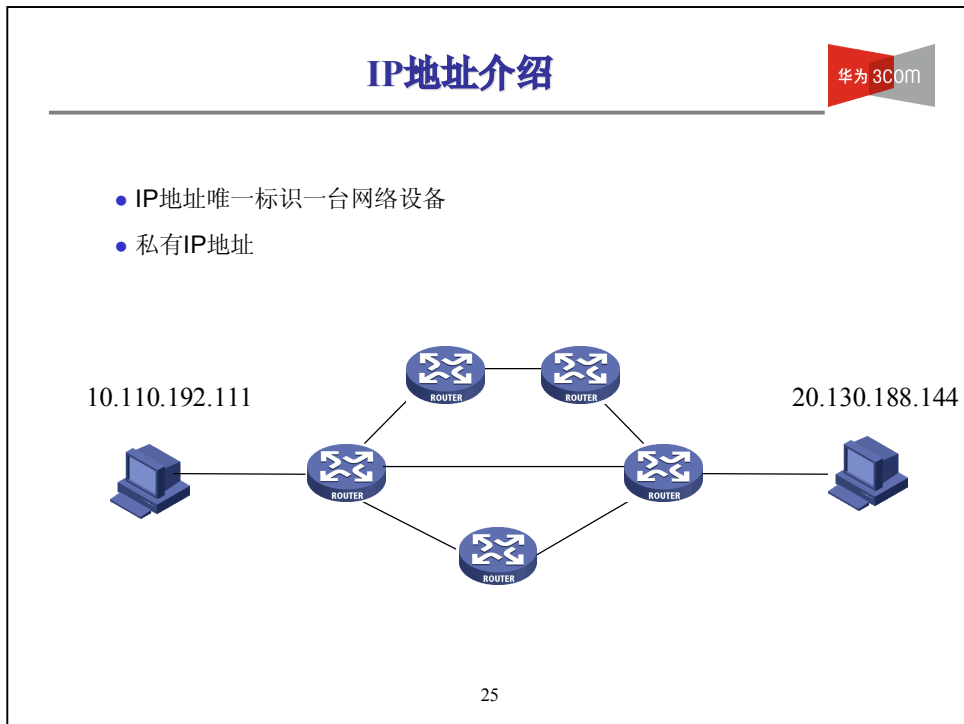 IP地址介绍
华为 3COM
IP地址唯一标识一台网络设备
私有IP地址
10.110.192.111
20.130.188.144
ROUTER
ROUTER
ROUTER
ROUTER
ROUTER
25